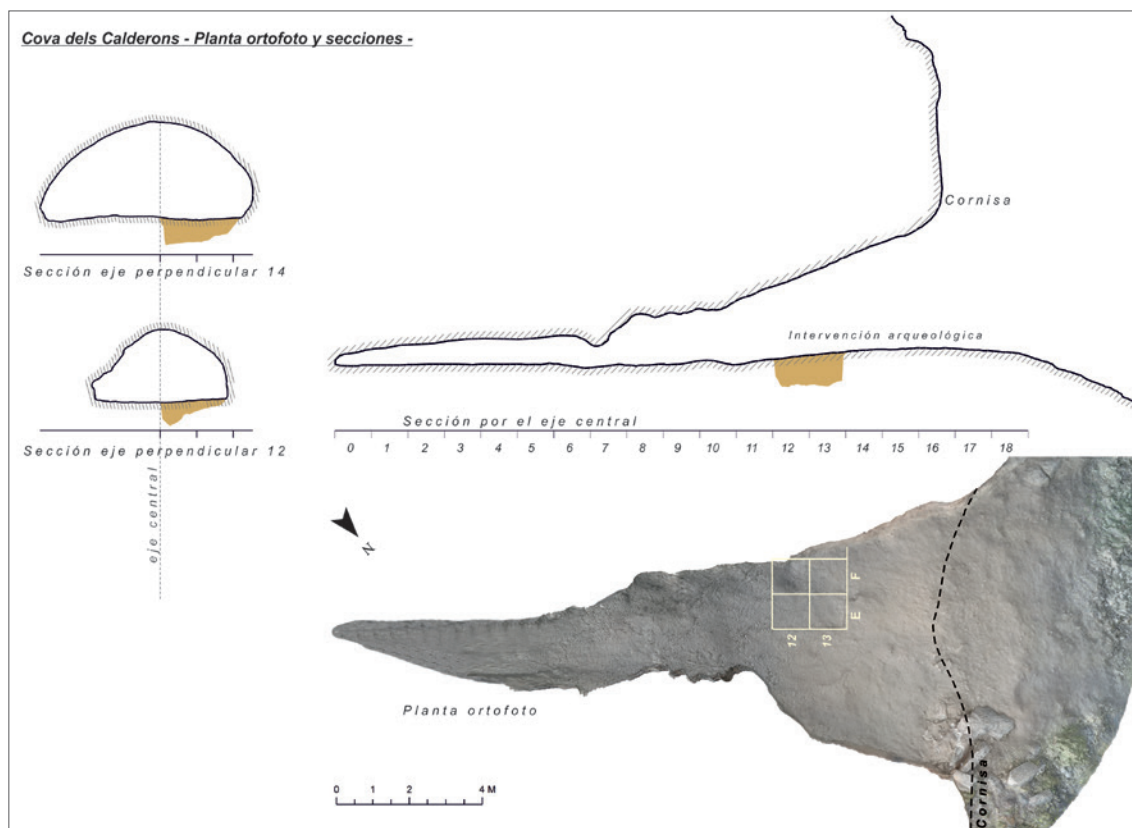 Cova dels Calderons - Planta ortofoto y secciones -
Cornisa
Sección eje perpendicular 14
Intervención arqueológica
Sección por el eje central
0 1 2 3 4 5 6 7 8 9 10 11 12 13 14 15 16 17 18
Sección eje perpendicular 12
eje central
N
F
E
12
13
Planta ortofoto
0 1 2 4 M
Cornisa